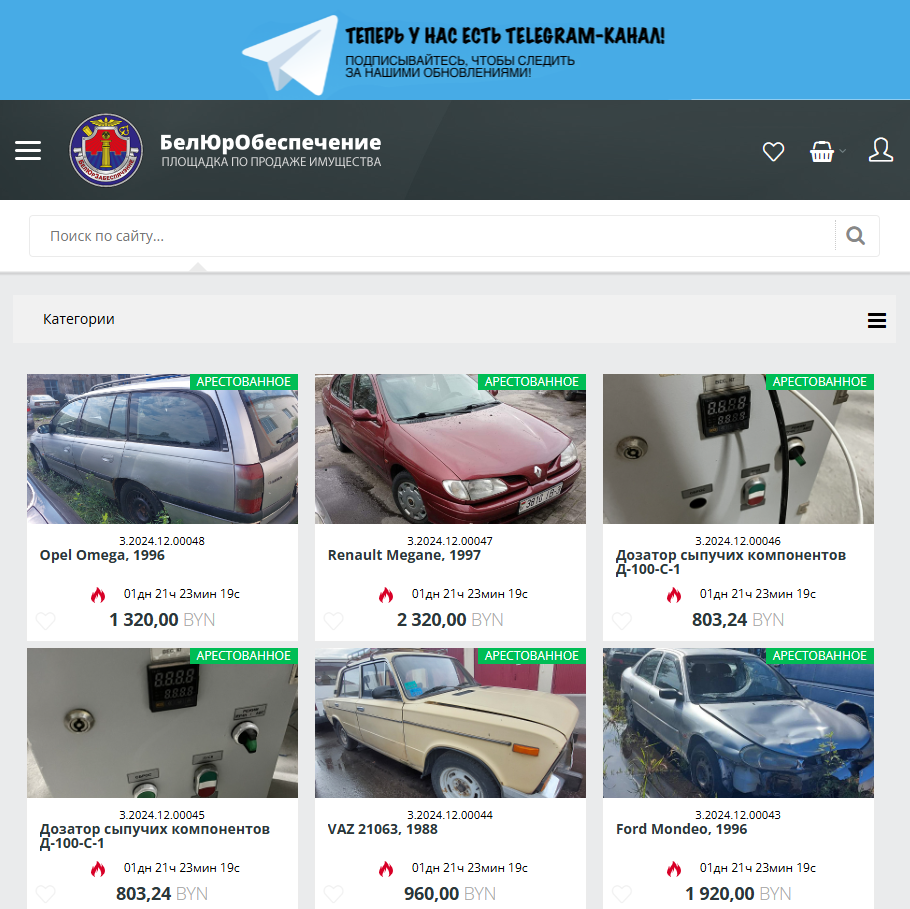 ТЕПЕРЬ У НАС ЕСТЬ TELEGRAM-КАНАЛ!
ПОДПИСЫВАЙТЕСЬ, ЧТОБЫ СЛЕДИТЬ
ЗА НАШИМИ ОБНОВЛЕНИЯМИ!
БелЮрОбеспечение
ПЛОЩАДКА ПО ПРОДАЖЕ ИМУЩЕСТВА
Поиск по сайту...
Категории
АРЕСТОВАННОЕ
3.2024.12.00048
Opel Omega, 1996
01дн 21ч 23мин 19с
1 320,00 BYN
АРЕСТОВАННОЕ
3.2024.12.00047
Renault Megane, 1997
01дн 21ч 23мин 19с
2 320,00 BYN
АРЕСТОВАННОЕ
3.2024.12.00046
Дозатор сыпучих компонентов
Д-100-С-1
01дн 21ч 23мин 19с
803,24 BYN
АРЕСТОВАННОЕ
3.2024.12.00045
Дозатор сыпучих компонентов
Д-100-С-1
01дн 21ч 23мин 19с
803,24 BYN
АРЕСТОВАННОЕ
3.2024.12.00044
VAZ 21063, 1988
01дн 21ч 23мин 19с
960,00 BYN
АРЕСТОВАННОЕ
3.2024.12.00043
Ford Mondeo, 1996
01дн 21ч 23мин 19с
1 920,00 BYN